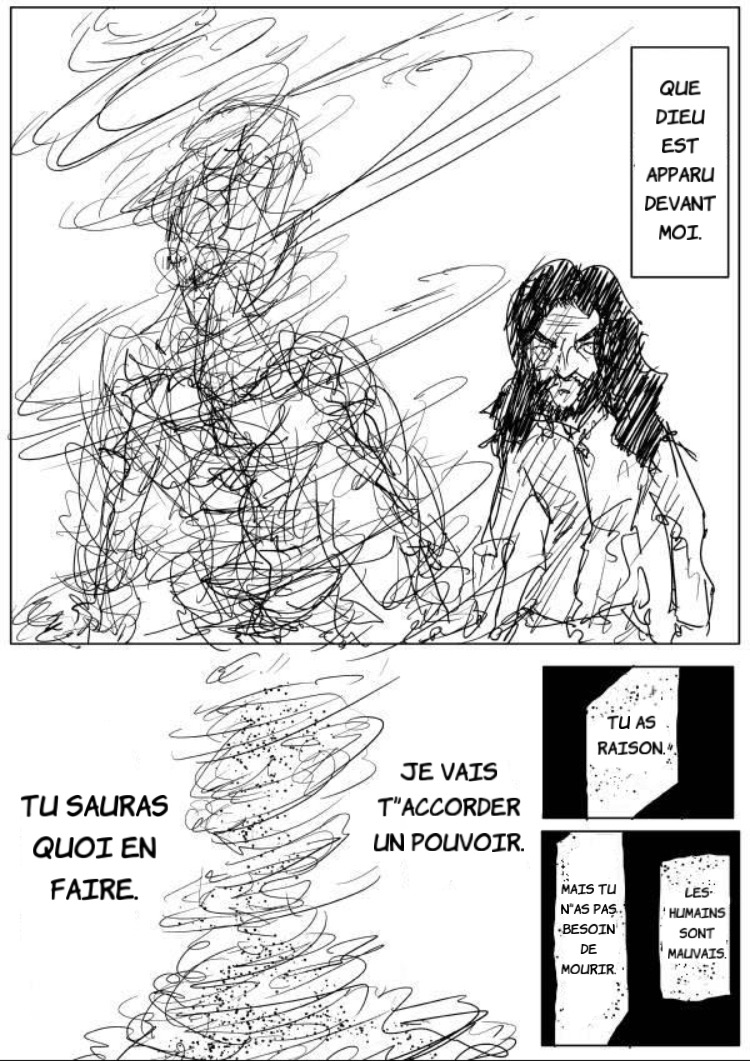 QUE
DIEU
EST
APPARU
DEVANT
MOI.
TU AS
RAISON."
LES
HUMAINS
SONT
MAUVAIS.
MAIS TU
N"AS PAS
BESOIN
DE
MOURIR.
JE VAIS
T"ACCORDER
UN POUVOIR.
TU SAURAS
QUOI EN
FAIRE.